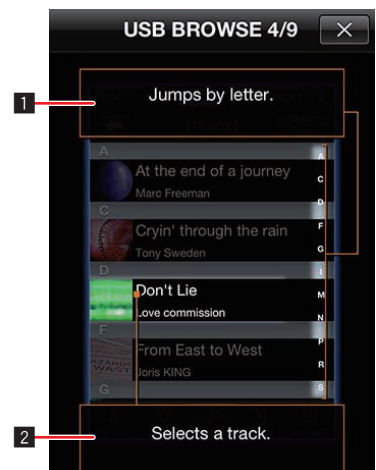 USB BROWSE 4/9
1
Jumps by letter.
[TRACK]
A
At the end of a journey
Marc Freeman
C
Cryin' through the rain
Tony Sweden
D
Don't Lie
Love commission
F
From East to West
Joris KING
G
A
C
D
F
G
I
M
N
P
R
S
2
Selects a track.